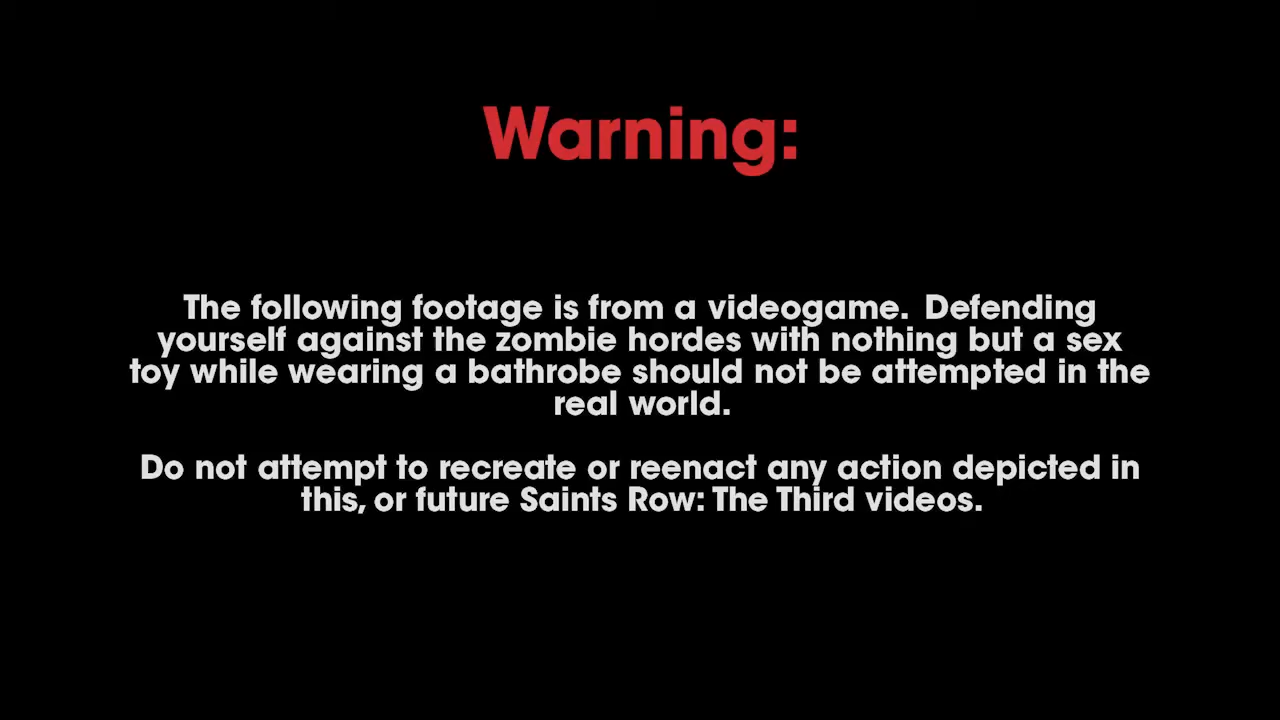 Warning:
The following footage is from a videogame.  Defending
yourself against the zombie hordes with nothing but a sex
toy while wearing a bathrobe should not be attempted in the
real world.
Do not attempt to recreate or reenact any action depicted in
this, or future Saints Row: The Third videos.